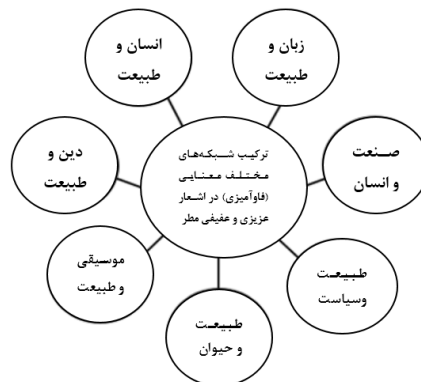 زبان و
طبیعت
انسان و
طبیعت
ترکیب شبکه‌های
مختلف معنایی
(فاوآمیزی) در اشعار
عزیزی و عفیفی مطر
صنعت
و انسان
دین و
طبیعت
طبیعت
وسیاست
موسیقی
و طبیعت
طبیعت
و حیوان